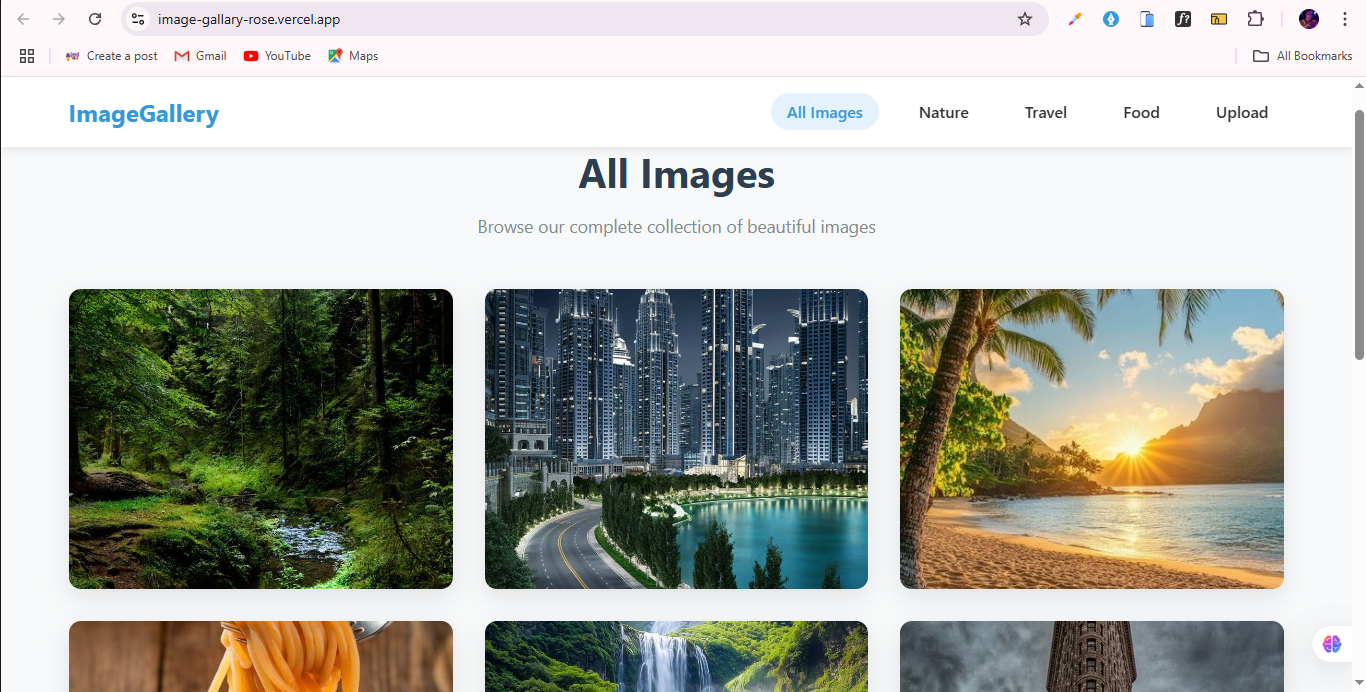 image-gallary-rose.vercel.app
Create a post Gmail YouTube Maps All Bookmarks
ImageGallery All Images Nature Travel Food Upload
All Images
Browse our complete collection of beautiful images